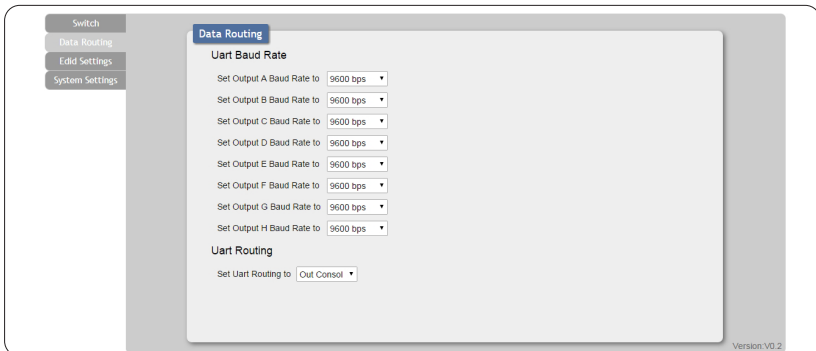 Switch
Data Routing
Edid Settings
System Settings
Data Routing
Uart Baud Rate
Set Output A Baud Rate to 9600 bps
Set Output B Baud Rate to 9600 bps
Set Output C Baud Rate to 9600 bps
Set Output D Baud Rate to 9600 bps
Set Output E Baud Rate to 9600 bps
Set Output F Baud Rate to 9600 bps
Set Output G Baud Rate to 9600 bps
Set Output H Baud Rate to 9600 bps
Uart Routing
Set Uart Routing to Out Consol
Version:V0.2